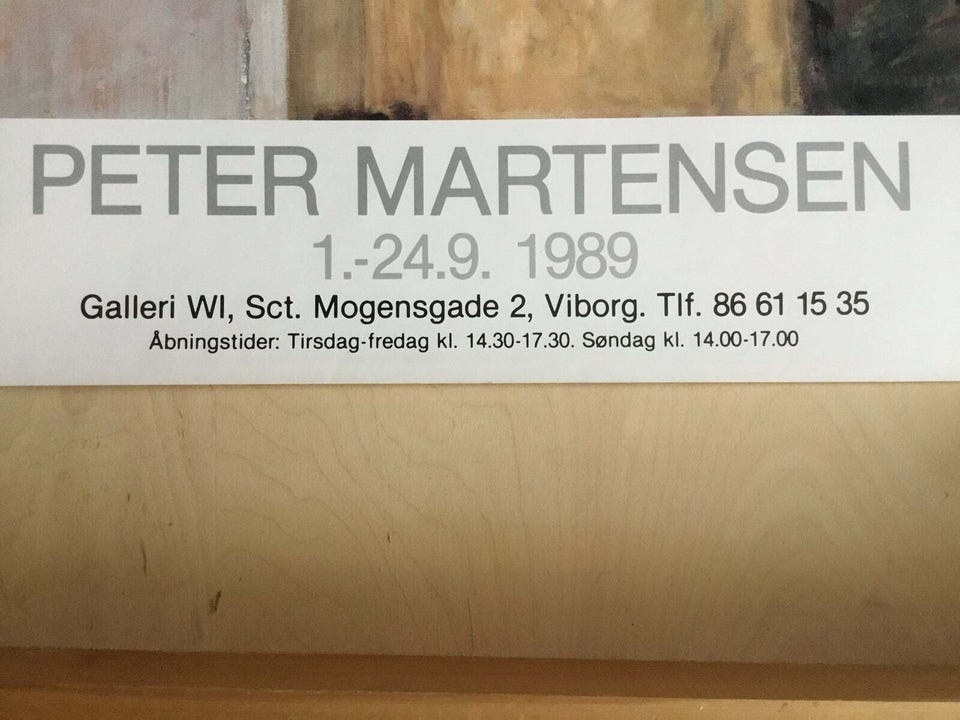 PETER MARTENSEN
1.-24.9. 1989
Galleri WI, Sct. Mogensgade 2, Viborg. Tlf. 86 61 15 35
Åbningstider: Tirsdag-fredag kl. 14.30-17.30. Søndag kl. 14.00-17.00